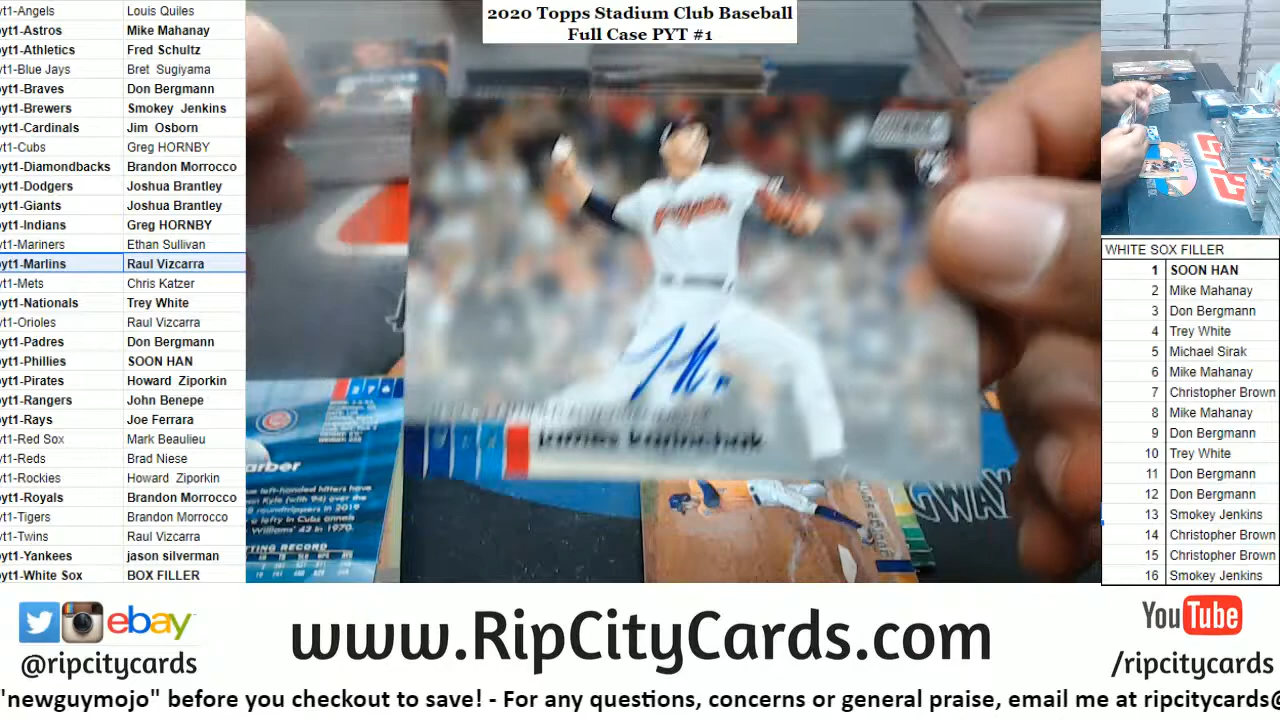 2020 Topps Stadium Club Baseball
Full Case PYT #1
yt1-Angels Louis Quiles
yt1-Astros Mike Mahanay
yt1-Athletics Fred Schultz
yt1-Blue Jays Bret Sugiyama
yt1-Braves Don Bergmann
yt1-Brewers Smokey Jenkins
yt1-Cardinals Jim Osborn
yt1-Cubs Greg HORNBY
yt1-Diamondbacks Brandon Morrocco
yt1-Dodgers Joshua Brantley
yt1-Giants Joshua Brantley
yt1-Indians Greg HORNBY
yt1-Mariners Ethan Sullivan
yt1-Marlins Raul Vizcarra
yt1-Mets Chris Katzer
yt1-Nationals Trey White
yt1-Orioles Raul Vizcarra
yt1-Padres Don Bergmann
yt1-Phillies SOON HAN
yt1-Pirates Howard Ziporkin
yt1-Rangers John Benepe
yt1-Rays Joe Ferrara
yt1-Red Sox Mark Beaulieu
yt1-Reds Brad Niese
yt1-Rockies Howard Ziporkin
yt1-Royals Brandon Morrocco
yt1-Tigers Brandon Morrocco
yt1-Twins Raul Vizcarra
yt1-Yankees jason silverman
yt1-White Sox BOX FILLER
WHITE SOX FILLER
1 SOON HAN
2 Mike Mahanay
3 Don Bergmann
4 Trey White
5 Michael Sirak
6 Mike Mahanay
7 Christopher Brown
8 Mike Mahanay
9 Don Bergmann
10 Trey White
11 Don Bergmann
12 Don Bergmann
13 Smokey Jenkins
14 Christopher Brown
15 Christopher Brown
16 Smokey Jenkins
ebay
@ripcitycards
www.RipCityCards.com
YouTube
/ripcitycards
"newguymojo" before you checkout to save! - For any questions, concerns or general praise, email me at ripcitycards@